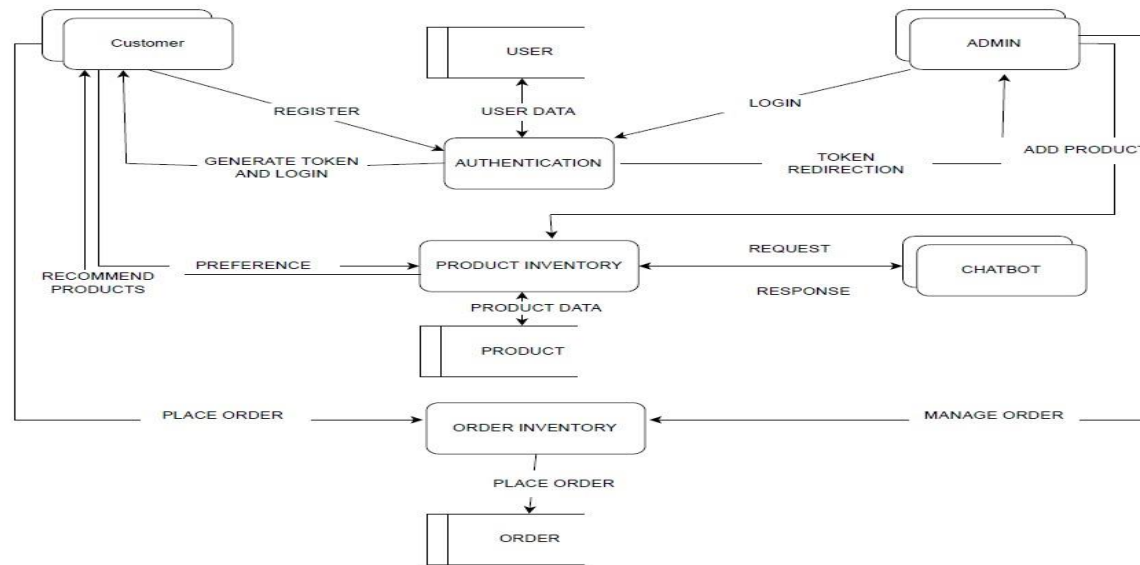 Customer
USER
ADMIN
REGISTER
USER DATA
LOGIN
GENERATE TOKEN
AND LOGIN
AUTHENTICATION
TOKEN
REDIRECTION
ADD PRODUCT
RECOMMEND
PRODUCTS
PREFERENCE
PRODUCT INVENTORY
REQUEST
RESPONSE
CHATBOT
PRODUCT DATA
PRODUCT
PLACE ORDER
ORDER INVENTORY
MANAGE ORDER
PLACE ORDER
ORDER